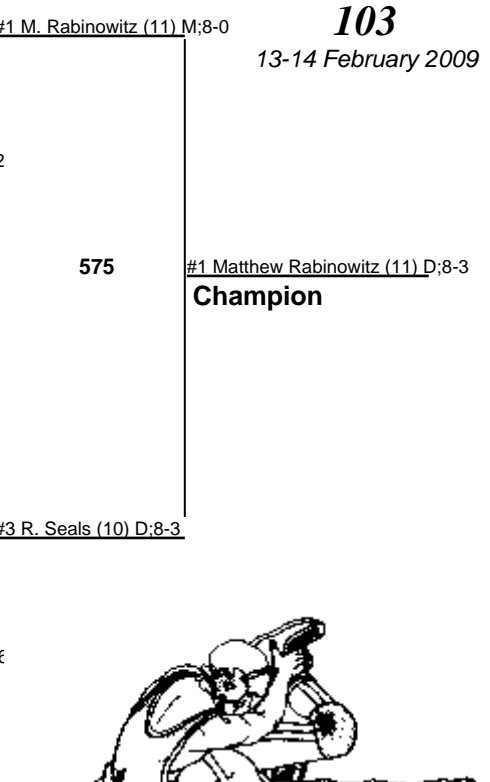 #1 M. Rabinowitz (11) M;8-0
103
13-14 February 2009
2
575
#1 Matthew Rabinowitz (11) D;8-3
Champion
#3 R. Seals (10) D;8-3